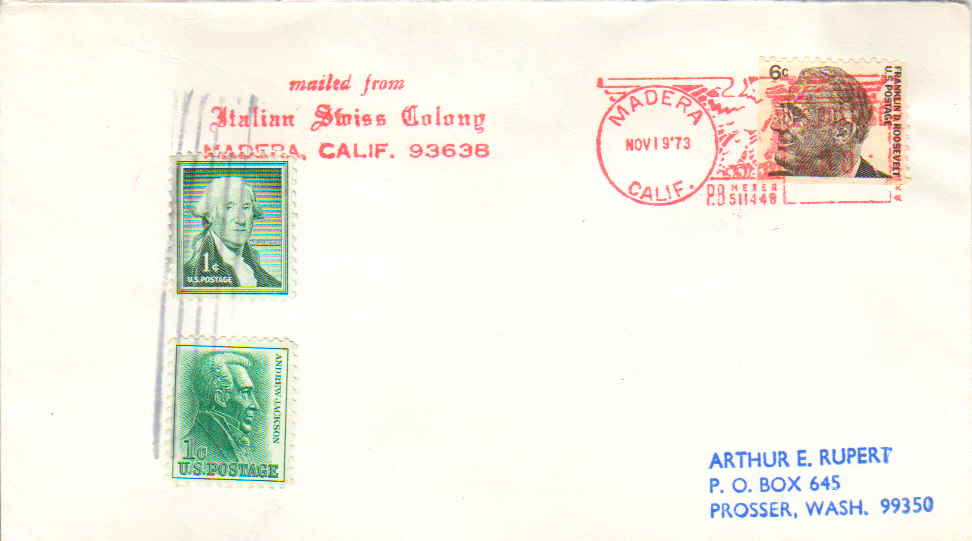 mailed from
Italian Swiss Colony
MADERA, CALIF. 93638
MADERA
NOV 19 '73
CALIF.
P.B. METER
511448
6c
FRANKLIN D. ROOSEVELT
U.S. POSTAGE
1c
U.S. POSTAGE
ANDREW JACKSON
1c
U.S. POSTAGE
ARTHUR E. RUPERT
P. O. BOX 645
PROSSER, WASH. 99350